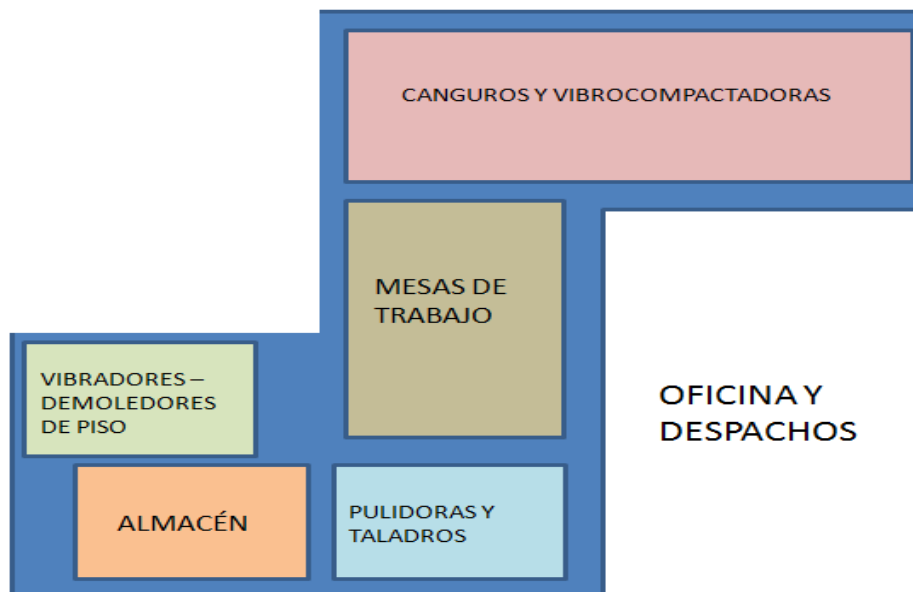 CANGUROS Y VIBROCOMPACTADORAS
MESAS DE
TRABAJO
VIBRADORES –
DEMOLEDORES
DE PISO
OFICINA Y
DESPACHOS
ALMACÉN
PULIDORAS Y
TALADROS